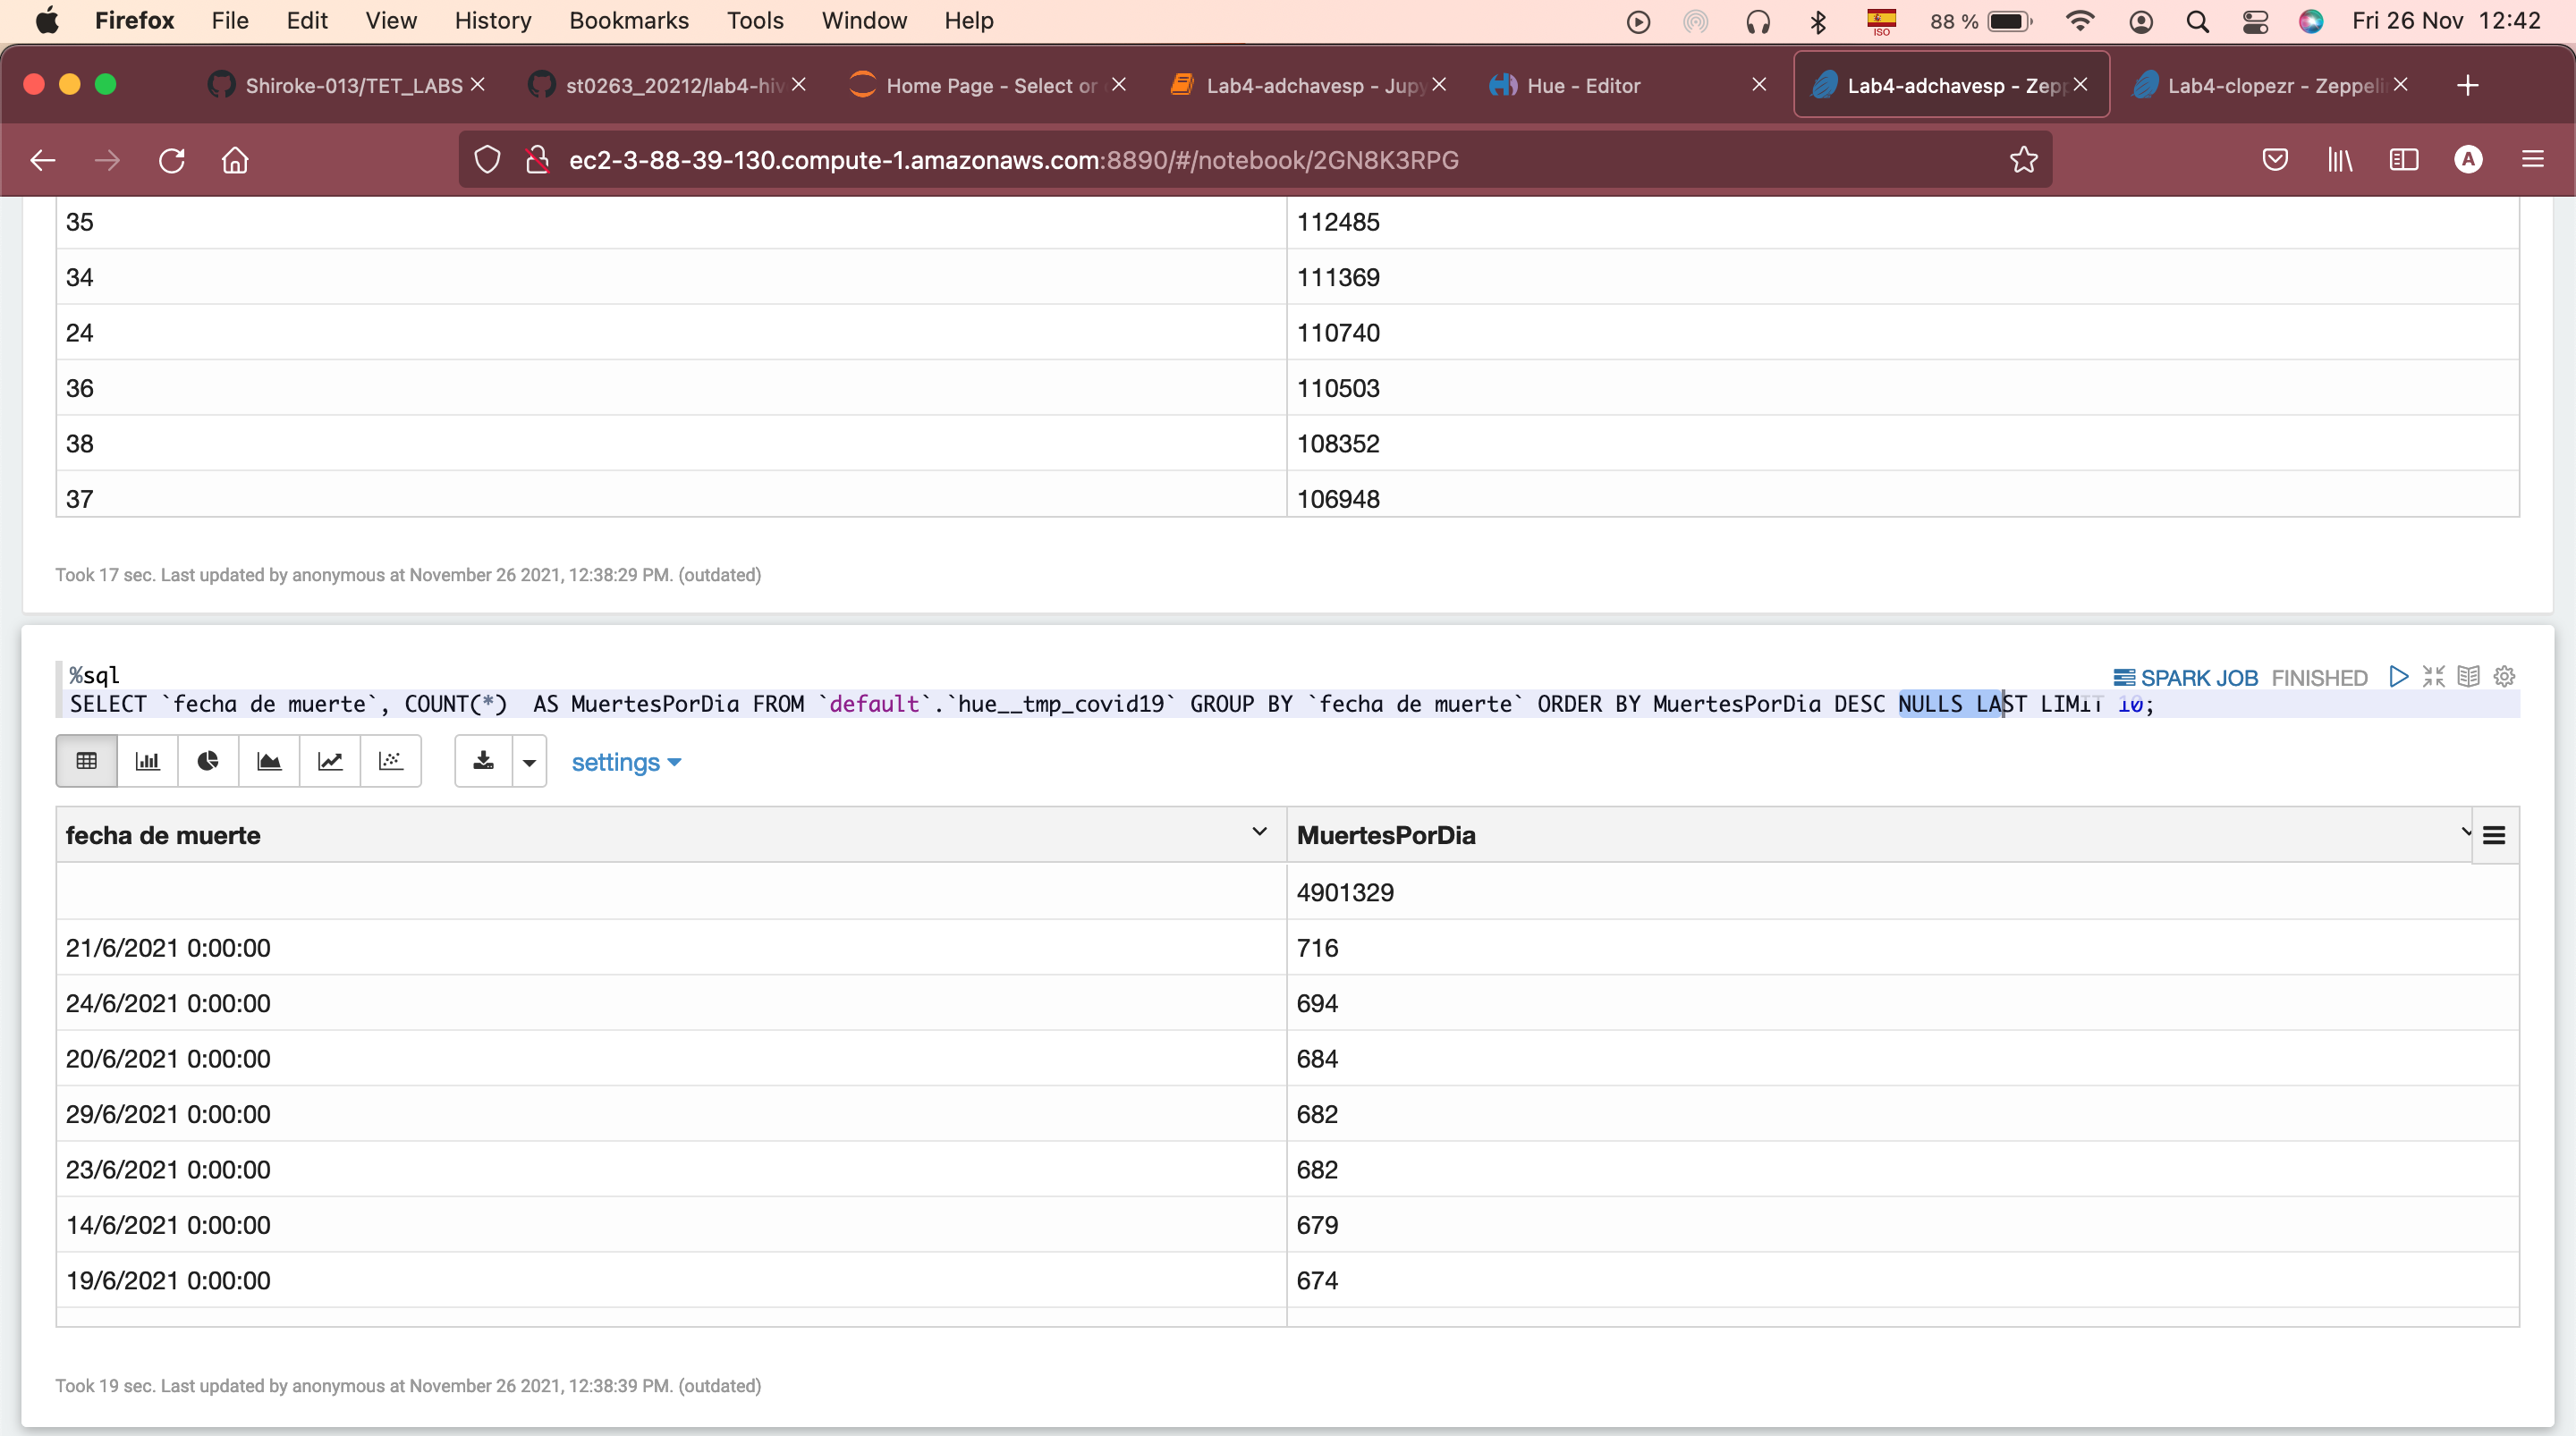 Firefox File Edit View History Bookmarks Tools Window Help ISO 88 % Fri 26 Nov 12:42
Shiroke-013/TET_LABS st0263_20212/lab4-hiv Home Page - Select or Lab4-adchavesp - Jupy Hue - Editor Lab4-adchavesp - Zepp Lab4-clopezr - Zeppeli
ec2-3-88-39-130.compute-1.amazonaws.com:8890/#/notebook/2GN8K3RPG A
35 112485
34 111369
24 110740
36 110503
38 108352
37 106948
Took 17 sec. Last updated by anonymous at November 26 2021, 12:38:29 PM. (outdated)
%sql
SPARK JOB FINISHED
SELECT `fecha de muerte`, COUNT(*)  AS MuertesPorDia FROM `default`.`hue__tmp_covid19` GROUP BY `fecha de muerte` ORDER BY MuertesPorDia DESC NULLS LAST LIMIT 10;
settings
fecha de muerte MuertesPorDia
4901329
21/6/2021 0:00:00 716
24/6/2021 0:00:00 694
20/6/2021 0:00:00 684
29/6/2021 0:00:00 682
23/6/2021 0:00:00 682
14/6/2021 0:00:00 679
19/6/2021 0:00:00 674
Took 19 sec. Last updated by anonymous at November 26 2021, 12:38:39 PM. (outdated)